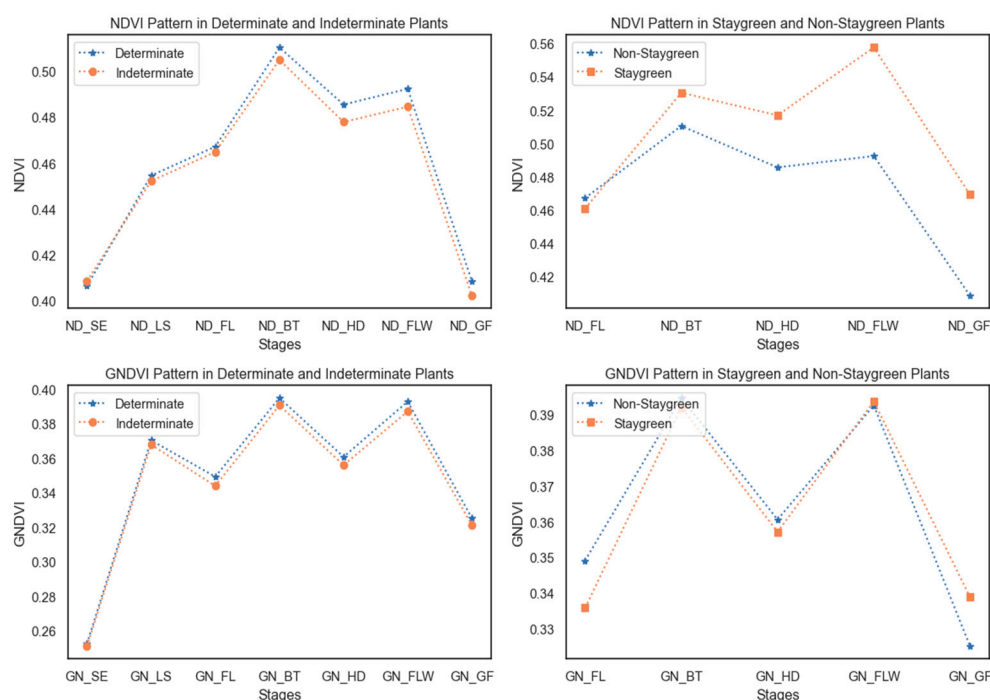 NDVI Pattern in Determinate and Indeterminate Plants
Determinate
Indeterminate
0.50
0.48
0.46
0.44
0.42
0.40
NDVI
ND_SE ND_LS ND_FL ND_BT ND_HD ND_FLW ND_GF
Stages
NDVI Pattern in Staygreen and Non-Staygreen Plants
Non-Staygreen
Staygreen
0.56
0.54
0.52
0.50
0.48
0.46
0.44
0.42
NDVI
ND_FL ND_BT ND_HD ND_FLW ND_GF
Stages
GNDVI Pattern in Determinate and Indeterminate Plants
Determinate
Indeterminate
0.40
0.38
0.36
0.34
0.32
0.30
0.28
0.26
GNDVI
GN_SE GN_LS GN_FL GN_BT GN_HD GN_FLW GN_GF
Stages
GNDVI Pattern in Staygreen and Non-Staygreen Plants
Non-Staygreen
Staygreen
0.39
0.38
0.37
0.36
0.35
0.34
0.33
GNDVI
GN_FL GN_BT GN_HD GN_FLW GN_GF
Stages